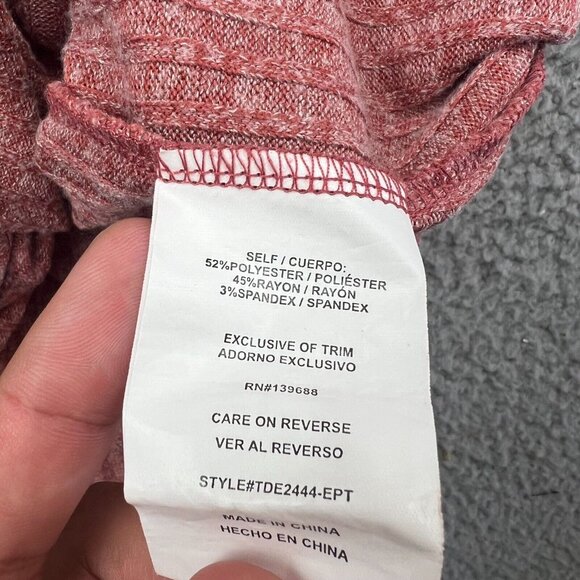 SELF / CUERPO:
52%POLYESTER / POLIÉSTER
45%RAYON / RAYÓN
3%SPANDEX / SPANDEX
EXCLUSIVE OF TRIM
ADORNO EXCLUSIVO
RN#139688
CARE ON REVERSE
VER AL REVERSO
STYLE#TDE2444-EPT
MADE IN CHINA
HECHO EN CHINA